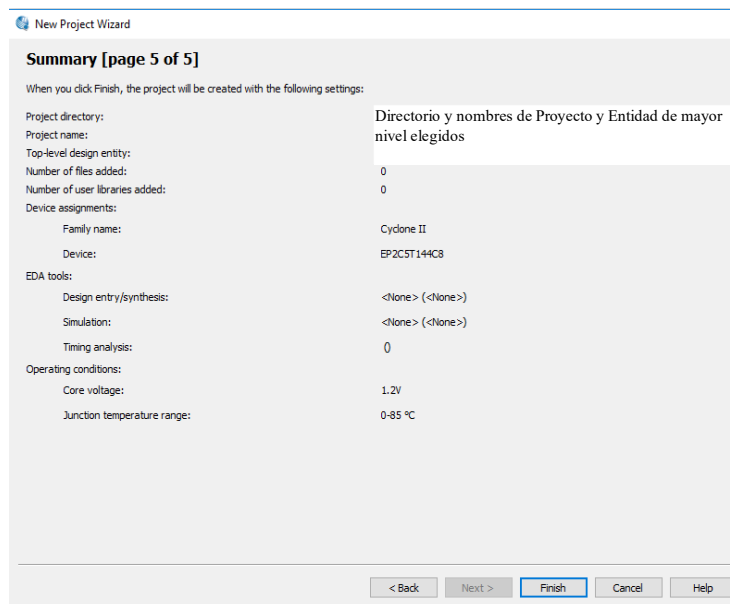 New Project Wizard
Summary [page 5 of 5]
When you click Finish, the project will be created with the following settings:
Project directory: Directorio y nombres de Proyecto y Entidad de mayor
Project name: nivel elegidos
Top-level design entity:
Number of files added: 0
Number of user libraries added: 0
Device assignments:
Family name: Cyclone II
Device: EP2C5T144C8
EDA tools:
Design entry/synthesis: <None> (<None>)
Simulation: <None> (<None>)
Timing analysis: ()
Operating conditions:
Core voltage: 1.2V
Junction temperature range: 0-85 ºC
< Back Next > Finish Cancel Help